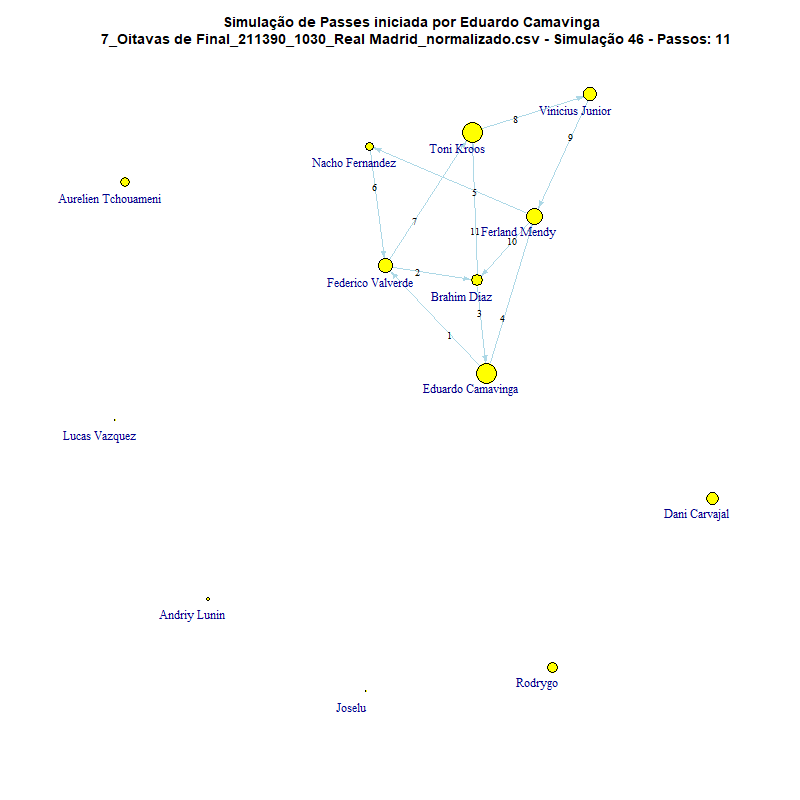 Simulação de Passes iniciada por Eduardo Camavinga
7_Oitavas de Final_211390_1030_Real Madrid_normalizado.csv - Simulação 46 - Passos: 11
Vinicius Junior
8
9
Toni Kroos
Nacho Fernandez
Aurelien Tchouameni
6
5
7
11
Ferland Mendy
10
2
Federico Valverde
Brahim Diaz
3
4
1
Eduardo Camavinga
Lucas Vazquez
Dani Carvajal
Andriy Lunin
Rodrygo
Joselu